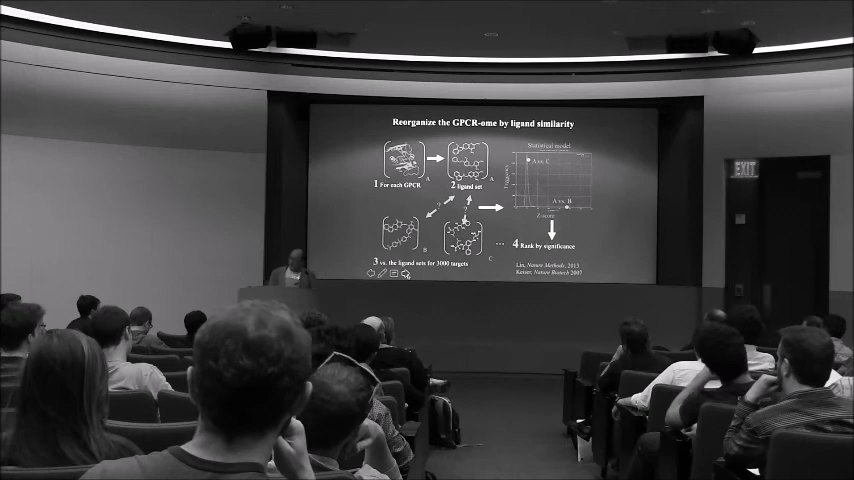 Reorganize the GPCR-ome by ligand similarity
Statistical model
A vs. C
A
A
1 For each GPCR
2 ligand set
A vs. B
?
?
Z-score
B
C
... 4 Rank by significance
3 vs. the ligand sets for 3000 targets
Lin, Nature Methods, 2013
Keiser, Nature Biotech 2007
EXIT